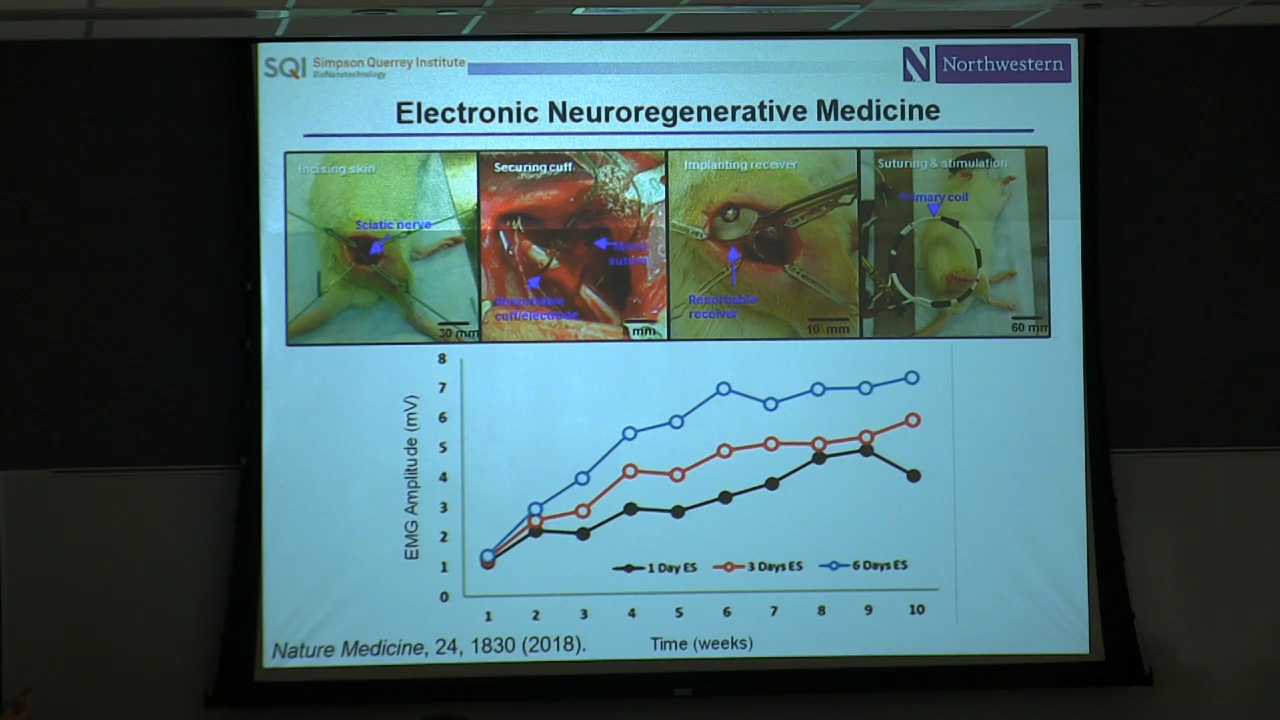 SQI Simpson Querrey Institute
BioNanotechnology
N Northwestern
Electronic Neuroregenerative Medicine
Incising skin
Sciatic nerve
30 mm
Securing cuff
Micro
suture
Resorbable
cuff/electrode
mm
Implanting receiver
Resorbable
receiver
10 mm
Suturing & stimulation
Primary coil
60 mm
EMG Amplitude (mV)
8
7
6
5
4
3
2
1
0
1 Day ES 3 Days ES 6 Days ES
1 2 3 4 5 6 7 8 9 10
Time (weeks)
Nature Medicine, 24, 1830 (2018).